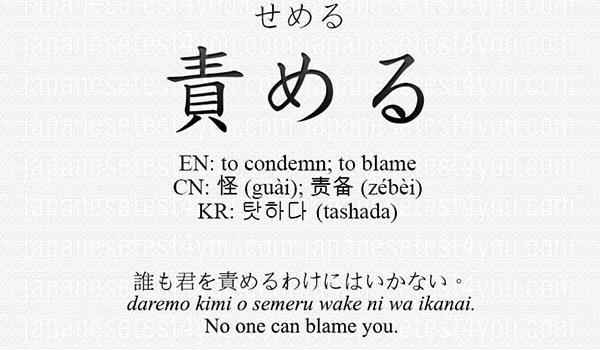 せめる
責める
EN: to condemn; to blame
CN: 怪 (guài); 责备 (zébèi)
KR: 탓하다 (tashada)
誰も君を責めるわけにはいかない。
daremo kimi o semeru wake ni wa ikanai.
No one can blame you.